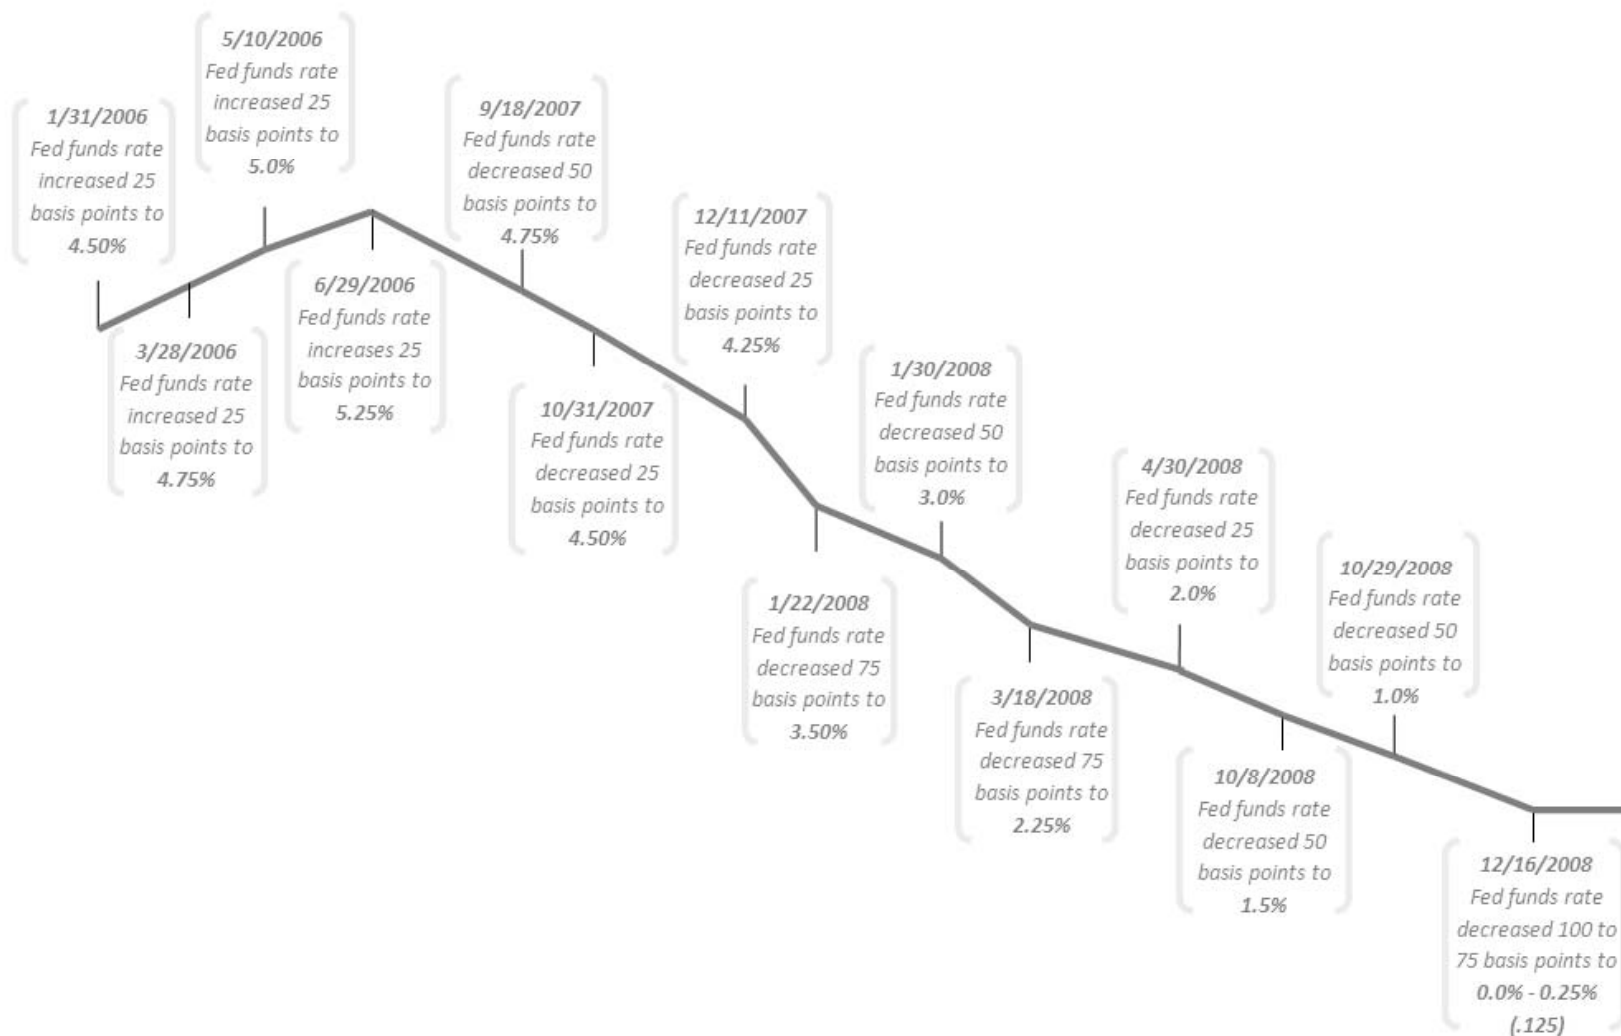 1/31/2006
Fed funds rate
increased 25
basis points to
4.50%
3/28/2006
Fed funds rate
increased 25
basis points to
4.75%
5/10/2006
Fed funds rate
increased 25
basis points to
5.0%
6/29/2006
Fed funds rate
increases 25
basis points to
5.25%
9/18/2007
Fed funds rate
decreased 50
basis points to
4.75%
10/31/2007
Fed funds rate
decreased 25
basis points to
4.50%
12/11/2007
Fed funds rate
decreased 25
basis points to
4.25%
1/22/2008
Fed funds rate
decreased 75
basis points to
3.50%
1/30/2008
Fed funds rate
decreased 50
basis points to
3.0%
3/18/2008
Fed funds rate
decreased 75
basis points to
2.25%
4/30/2008
Fed funds rate
decreased 25
basis points to
2.0%
10/8/2008
Fed funds rate
decreased 50
basis points to
1.5%
10/29/2008
Fed funds rate
decreased 50
basis points to
1.0%
12/16/2008
Fed funds rate
decreased 100 to
75 basis points to
0.0% - 0.25%
(.125)